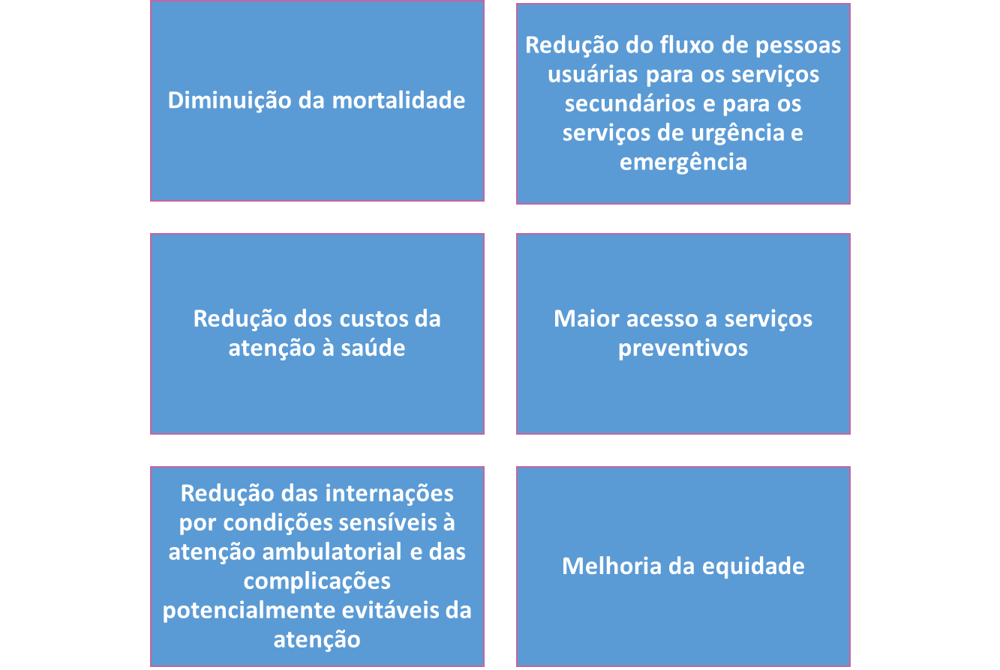 Diminuição da mortalidade
Redução do fluxo de pessoas
usuárias para os serviços
secundários e para os
serviços de urgência e
emergência
Redução dos custos da
atenção à saúde
Maior acesso a serviços
preventivos
Redução das internações
por condições sensíveis à
atenção ambulatorial e das
complicações
potencialmente evitáveis da
atenção
Melhoria da equidade